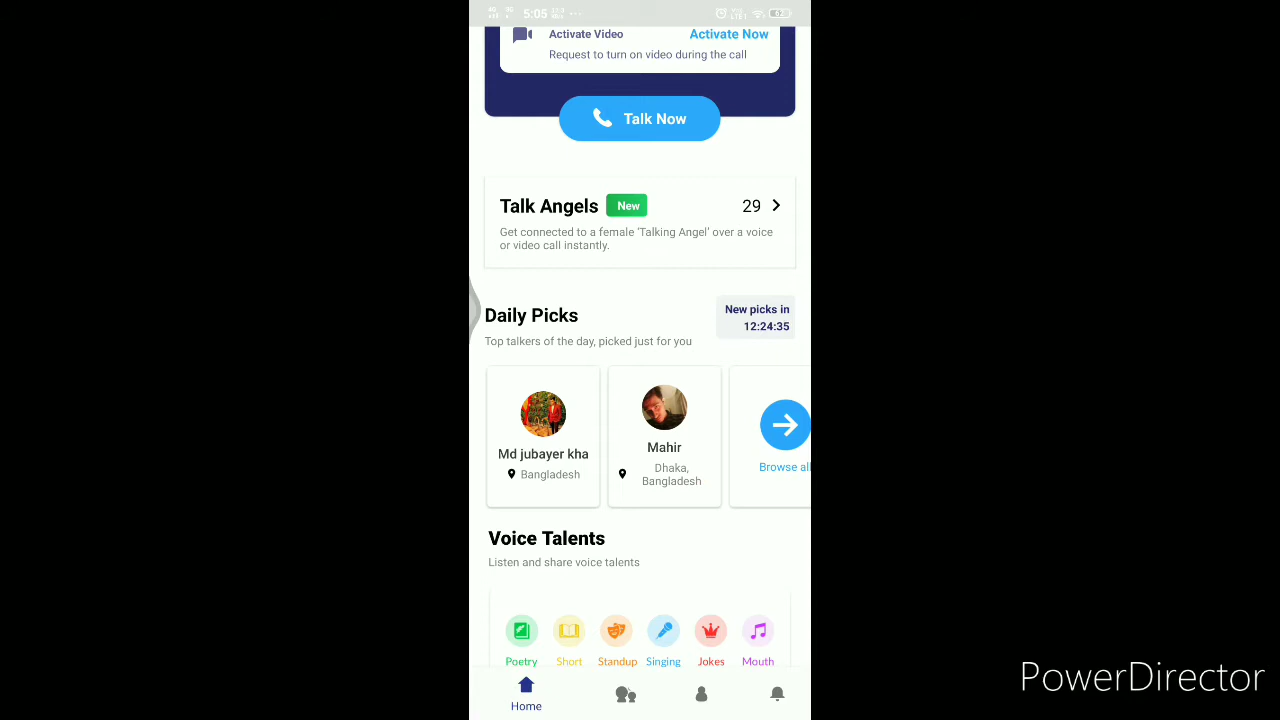 5:05
62
Activate Video
Activate Now
Request to turn on video during the call
Talk Now
Talk Angels
New
29
Get connected to a female ‘Talking Angel’ over a voice
or video call instantly.
Daily Picks
New picks in
12:24:35
Top talkers of the day, picked just for you
Md jubayer kha
Bangladesh
Mahir
Dhaka,
Bangladesh
Browse all
Voice Talents
Listen and share voice talents
Poetry
Short
Standup
Singing
Jokes
Mouth
Home
PowerDirector